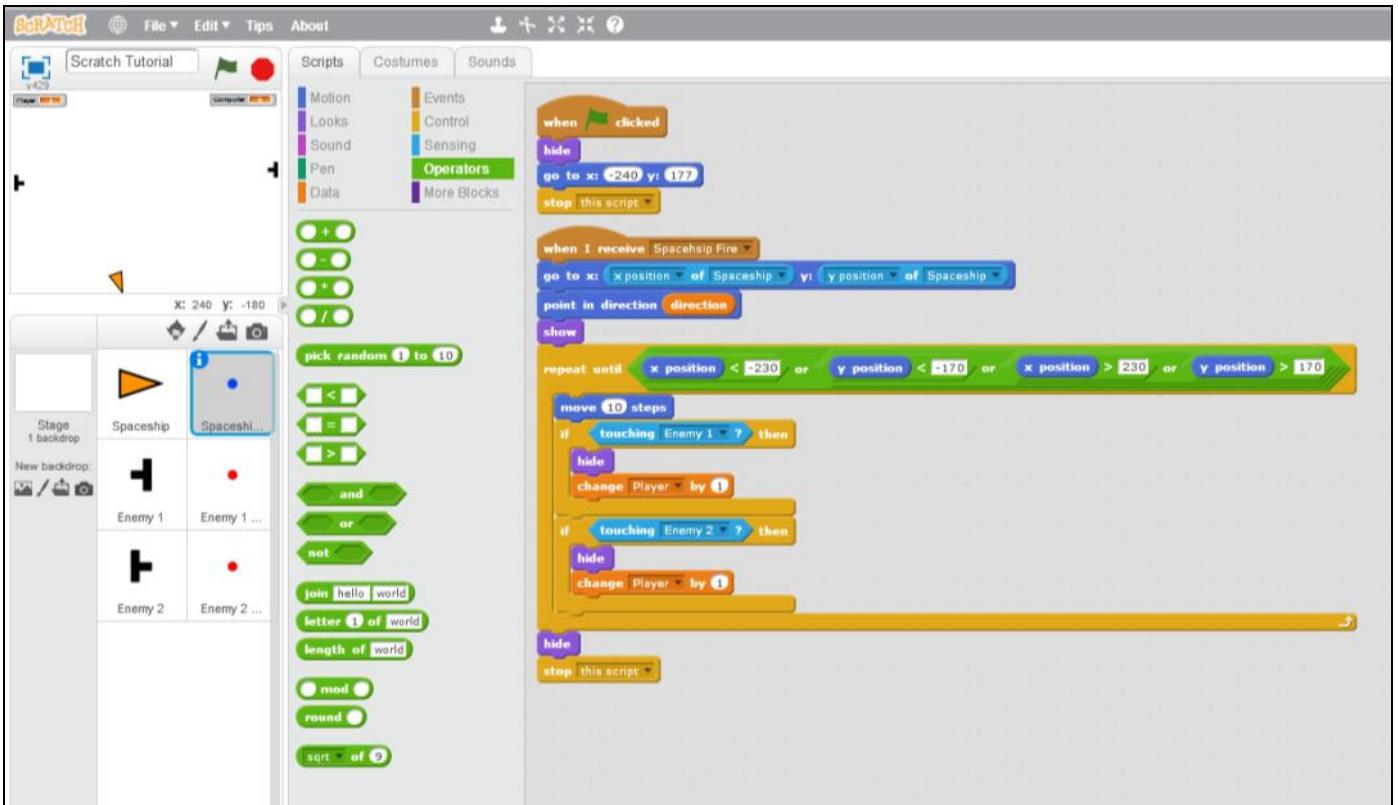 SCRATCH File Edit Tips About
Scratch Tutorial
v429
Player
Computer
x: 240 y: -180
Stage
1 backdrop
New backdrop:
Spaceship
Spaceshi...
Enemy 1
Enemy 1 ...
Enemy 2
Enemy 2 ...
Scripts Costumes Sounds
Motion Events
Looks Control
Sound Sensing
Pen Operators
Data More Blocks
+
-
*
/
pick random 1 to 10
<
=
>
and
or
not
join hello world
letter 1 of world
length of world
mod
round
sqrt of 9
when clicked
hide
go to x: -240 y: 177
stop this script
when I receive Spacehsip Fire
go to x: x position of Spaceship y: y position of Spaceship
point in direction direction
show
repeat until x position < -230 or y position < -170 or x position > 230 or y position > 170
move 10 steps
if touching Enemy 1 ? then
hide
change Player by 1
if touching Enemy 2 ? then
hide
change Player by 1
hide
stop this script